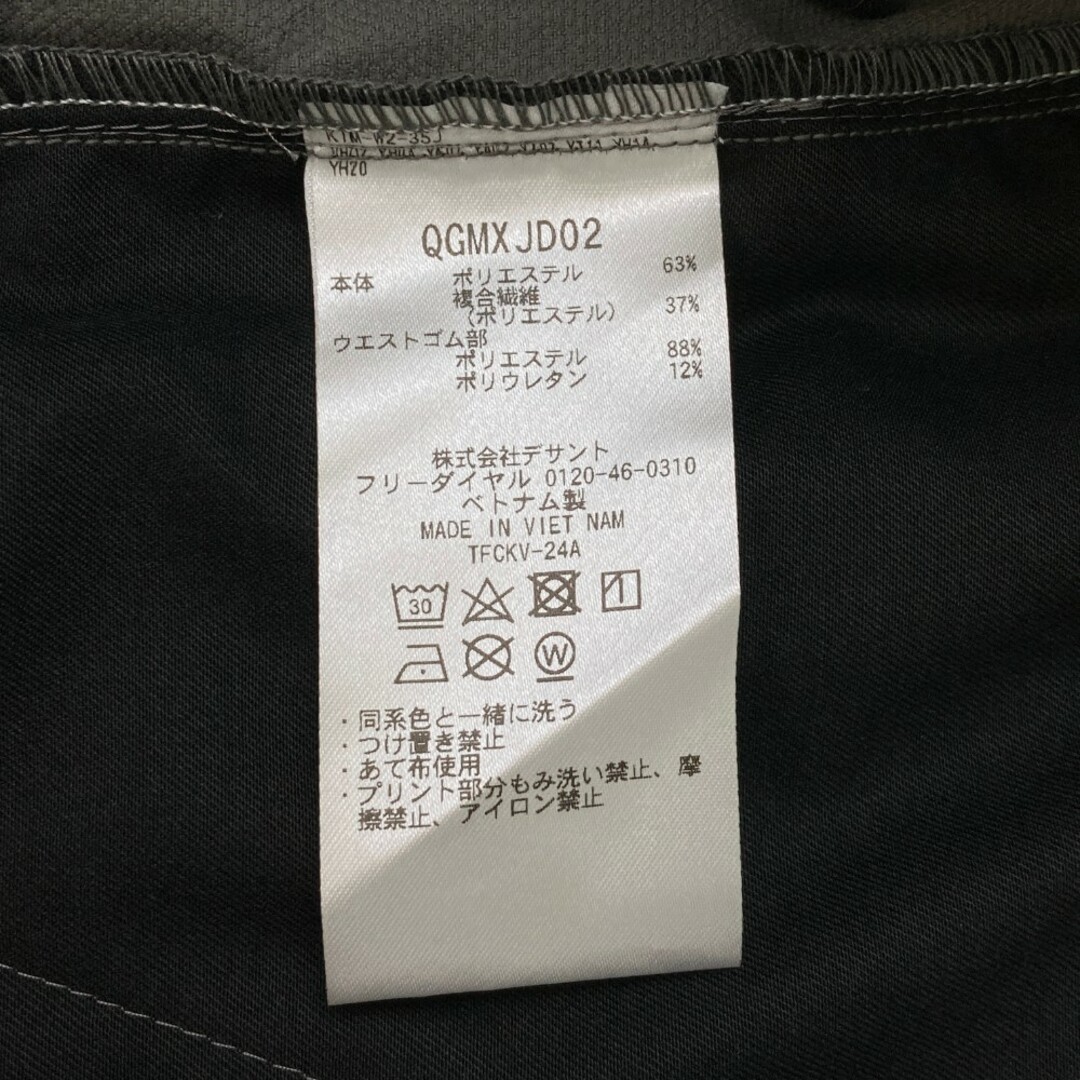 YH20
QGMXJD02
本体 ポリエステル 63%
複合繊維
(ポリエステル) 37%
ウエストゴム部
ポリエステル 88%
ポリウレタン 12%
株式会社デサント
フリーダイヤル 0120-46-0310
ベトナム製
MADE IN VIET NAM
TFCKV-24A
30
1
W
・同系色と一緒に洗う
・つけ置き禁止
・あて布使用
・プリント部分もみ洗い禁止、摩
擦禁止、アイロン禁止